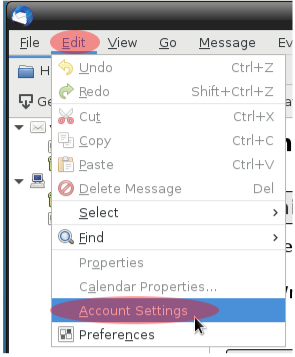 File Edit View Go Message Ev
H
Ge
Undo Ctrl+Z
Redo Shift+Ctrl+Z
Cut Ctrl+X
Copy Ctrl+C
Paste Ctrl+V
Delete Message Del
Select
Find
Properties
Calendar Properties...
Account Settings
Preferences